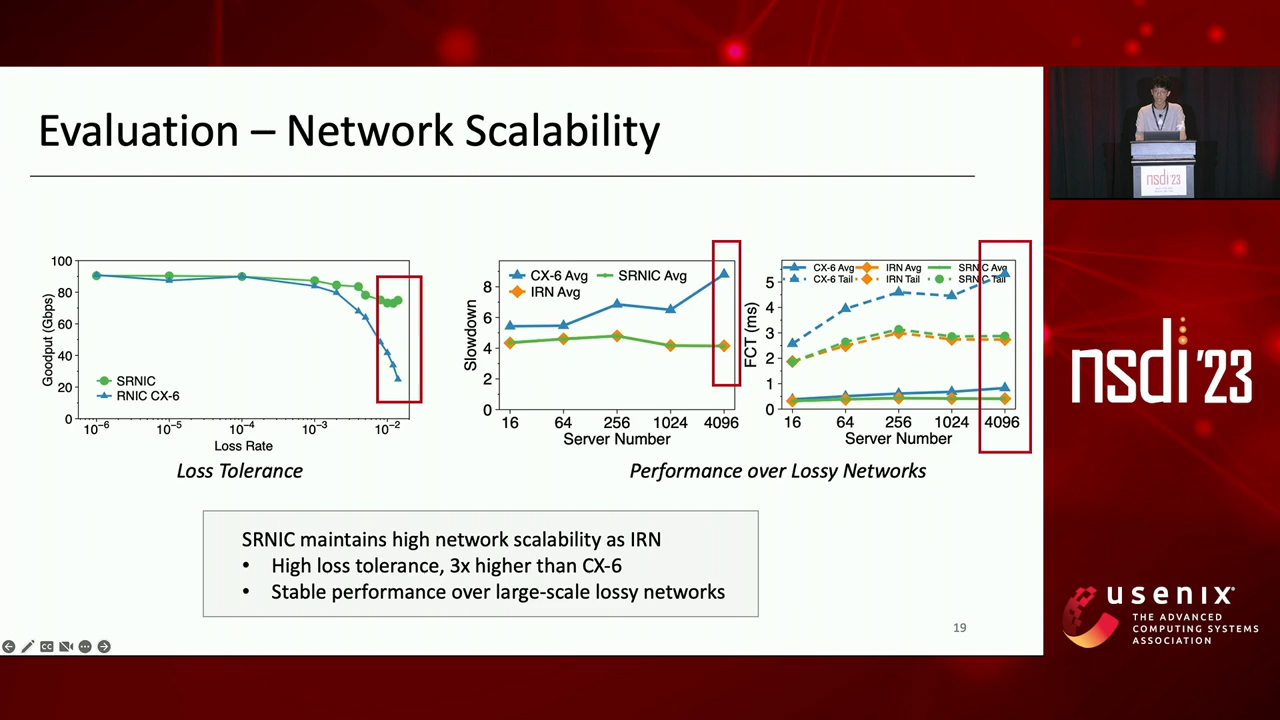 Evaluation – Network Scalability
100
80
60
40
20
0
Goodput (Gbps)
SRNIC
RNIC CX-6
10⁻⁶ 10⁻⁵ 10⁻⁴ 10⁻³ 10⁻²
Loss Rate
Loss Tolerance
8
6
4
2
0
Slowdown
CX-6 Avg SRNIC Avg
IRN Avg
16 64 256 1024 4096
Server Number
5
4
3
2
1
0
FCT (ms)
CX-6 Avg IRN Avg SRNIC Avg
CX-6 Tail IRN Tail SRNIC Tail
16 64 256 1024 4096
Server Number
Performance over Lossy Networks
SRNIC maintains high network scalability as IRN
• High loss tolerance, 3x higher than CX-6
• Stable performance over large-scale lossy networks
19
nsdi'23
nsdi'23
usenix
THE ADVANCED
COMPUTING SYSTEMS
ASSOCIATION